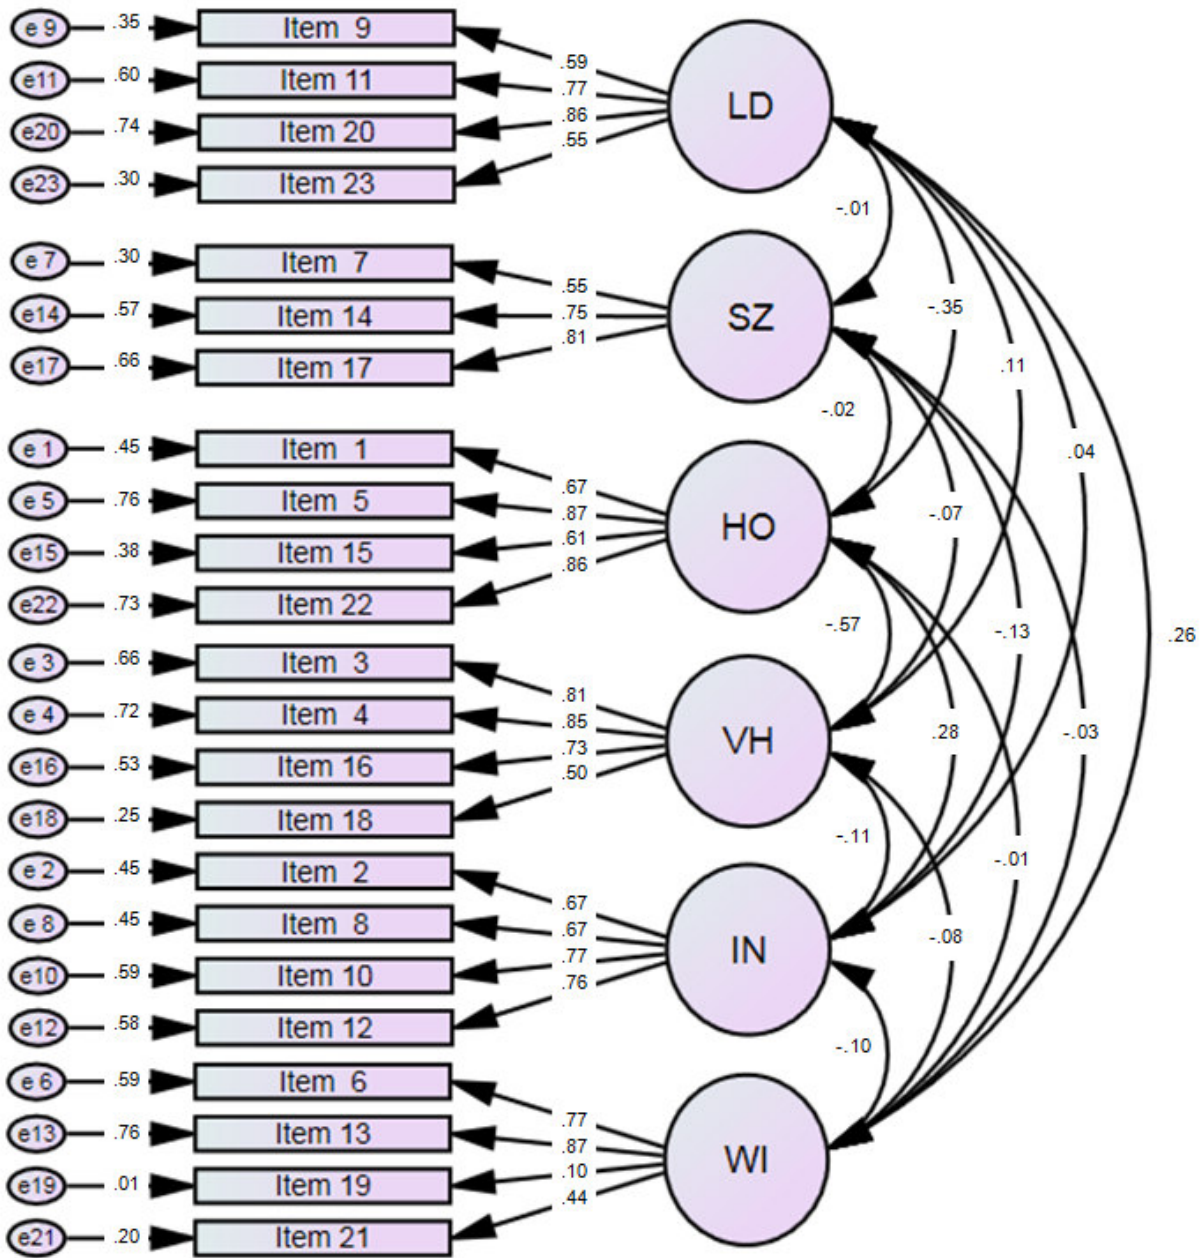 e 9 .35 Item 9 .59
e11 .60 Item 11 .77
e20 .74 Item 20 .86
e23 .30 Item 23 .55
LD
-.01
e 7 .30 Item 7 .55
e14 .57 Item 14 .75
e17 .66 Item 17 .81
SZ
-.35
.11
-.02
.04
e 1 .45 Item 1 .67
e 5 .76 Item 5 .87
e15 .38 Item 15 .61
e22 .73 Item 22 .86
HO
-.07
-.57
-.13
.26
e 3 .66 Item 3 .81
e 4 .72 Item 4 .85
e16 .53 Item 16 .73
e18 .25 Item 18 .50
VH
.28
-.03
-.11
-.01
e 2 .45 Item 2 .67
e 8 .45 Item 8 .67
e10 .59 Item 10 .77
e12 .58 Item 12 .76
IN
-.08
-.10
e 6 .59 Item 6 .77
e13 .76 Item 13 .87
e19 .01 Item 19 .10
e21 .20 Item 21 .44
WI